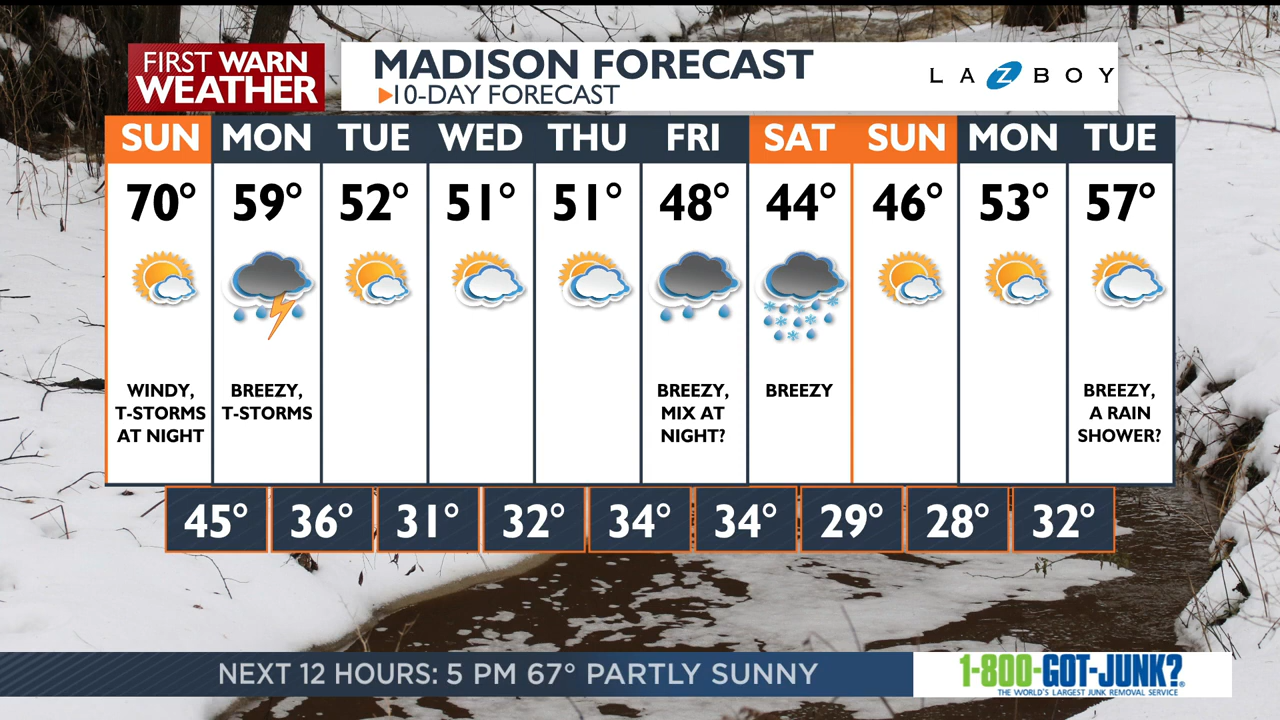 FIRST WARN
WEATHER
MADISON FORECAST
10-DAY FORECAST
LA Z BOY
SUN MON TUE WED THU FRI SAT SUN MON TUE
70° 59° 52° 51° 51° 48° 44° 46° 53° 57°
WINDY,
T-STORMS
AT NIGHT
BREEZY,
T-STORMS
BREEZY,
MIX AT
NIGHT?
BREEZY
BREEZY,
A RAIN
SHOWER?
45° 36° 31° 32° 34° 34° 29° 28° 32°
NEXT 12 HOURS: 5 PM 67° PARTLY SUNNY
1-800-GOT-JUNK?®
THE WORLD'S LARGEST JUNK REMOVAL SERVICE